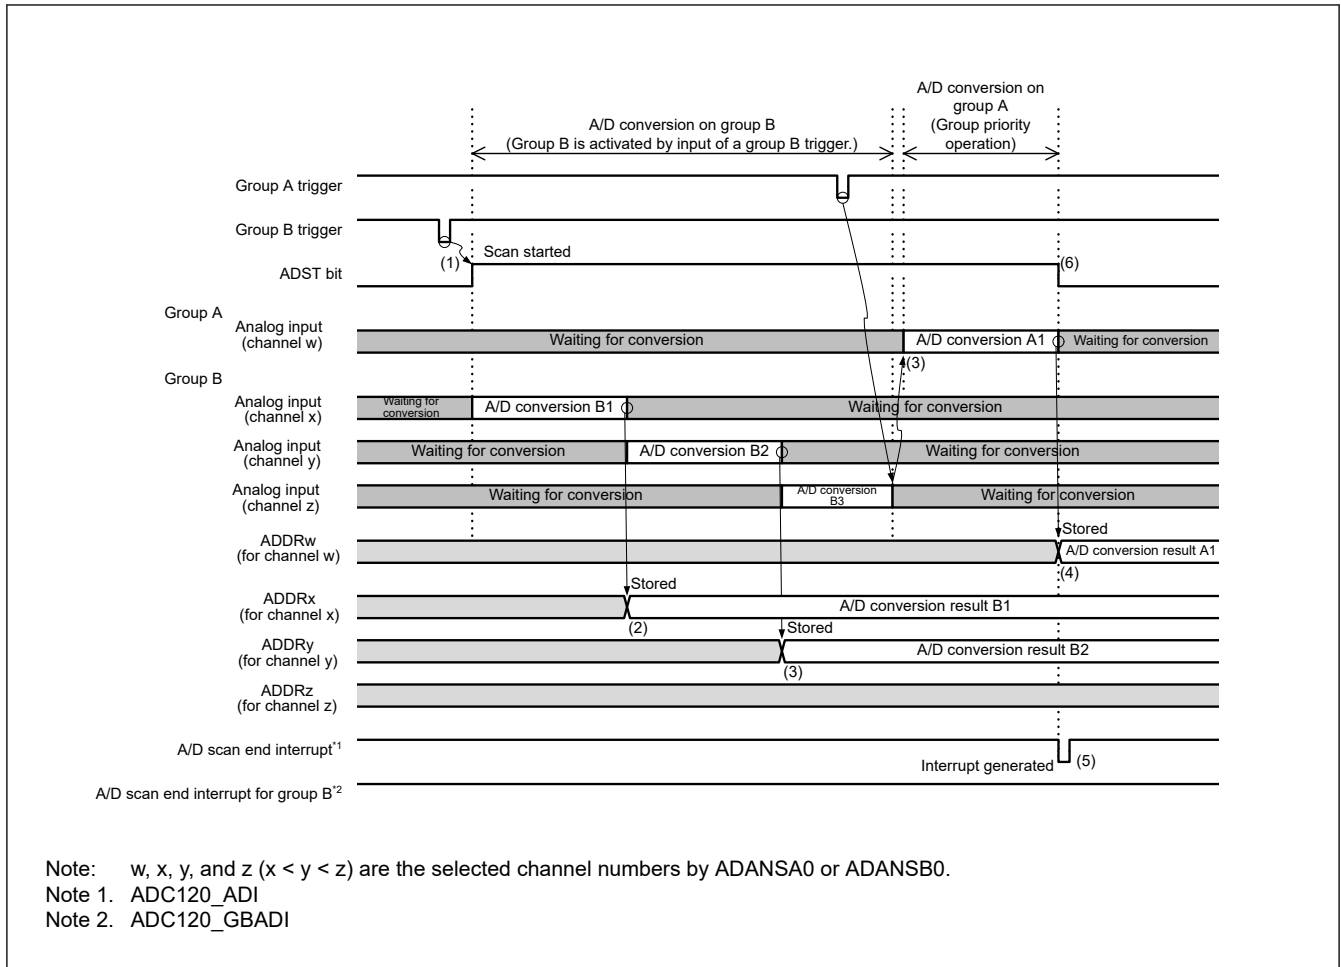 A/D conversion on
group A
(Group priority
operation)
A/D conversion on group B
(Group B is activated by input of a group B trigger.)
Group A trigger
Group B trigger
(1)
Scan started
ADST bit
(6)
Group A
Analog input
(channel w)
Waiting for conversion
A/D conversion A1
Waiting for conversion
(3)
Group B
Analog input
(channel x)
Waiting for
conversion
A/D conversion B1
Waiting for conversion
Analog input
(channel y)
Waiting for conversion
A/D conversion B2
Waiting for conversion
Analog input
(channel z)
Waiting for conversion
A/D conversion
B3
Waiting for conversion
Stored
ADDRw
(for channel w)
A/D conversion result A1
(4)
Stored
ADDRx
(for channel x)
A/D conversion result B1
(2)
Stored
ADDRy
(for channel y)
A/D conversion result B2
(3)
ADDRz
(for channel z)
A/D scan end interrupt*1
Interrupt generated
(5)
A/D scan end interrupt for group B*2
Note: w, x, y, and z (x < y < z) are the selected channel numbers by ADANSA0 or ADANSB0.
Note 1. ADC120_ADI
Note 2. ADC120_GBADI